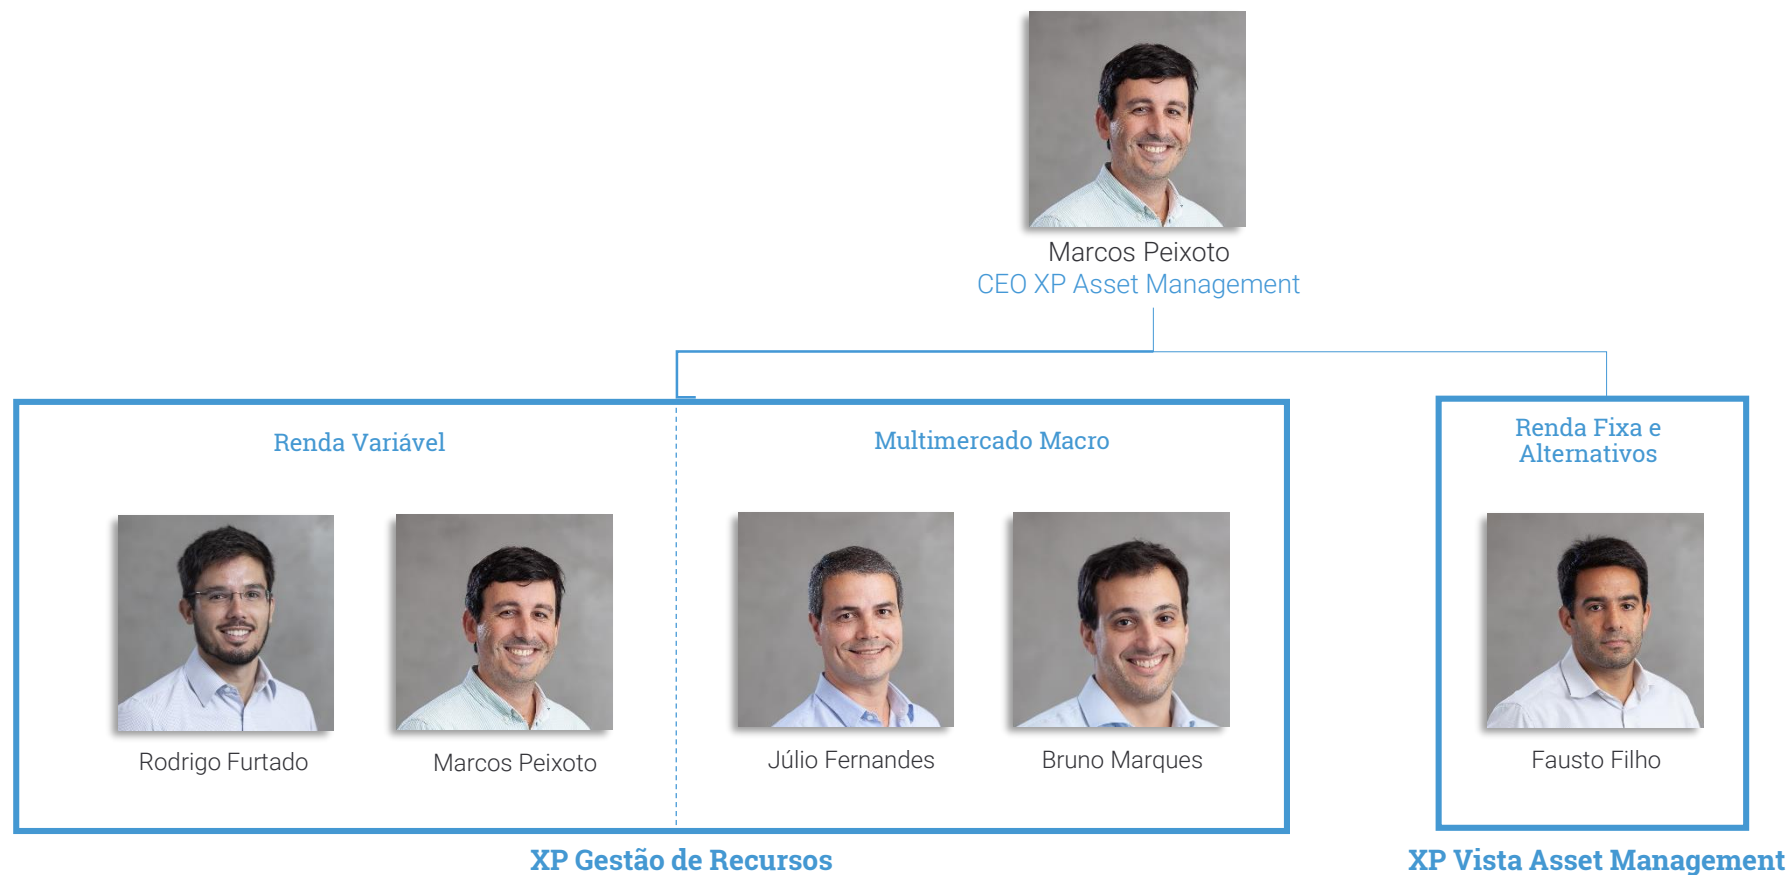 Marcos Peixoto
CEO XP Asset Management
Renda Variável
Multimercado Macro
Renda Fixa e
Alternativos
Rodrigo Furtado
Marcos Peixoto
Júlio Fernandes
Bruno Marques
Fausto Filho
XP Gestão de Recursos
XP Vista Asset Management